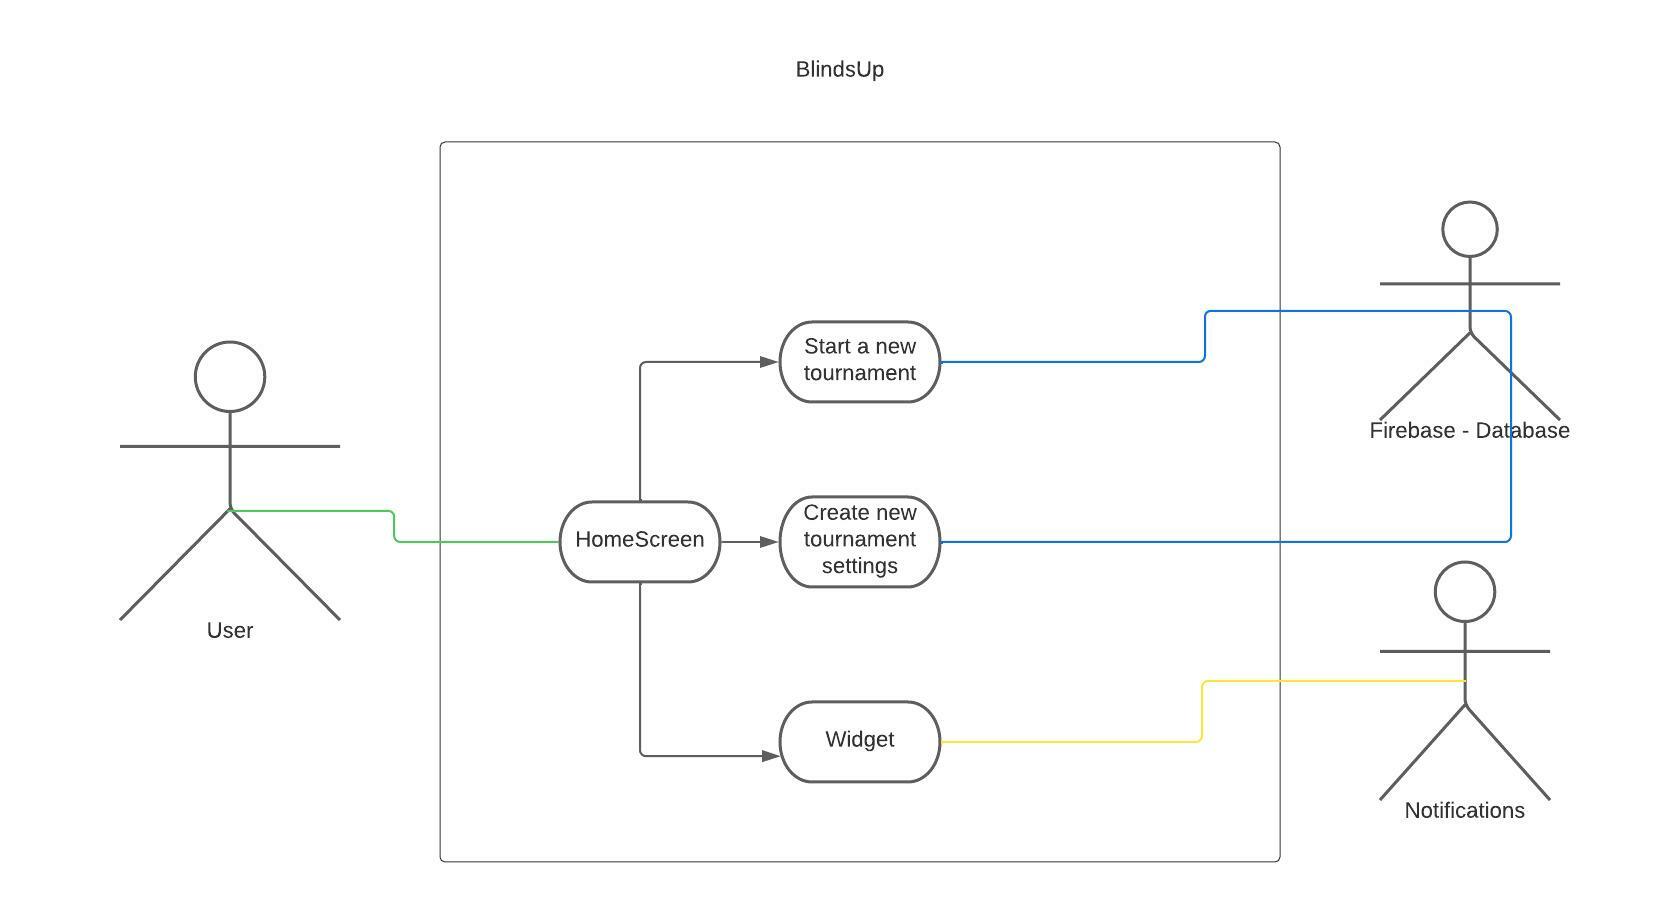 BlindsUp
Start a new
tournament
Firebase - Database
HomeScreen
Create new
tournament
settings
User
Widget
Notifications